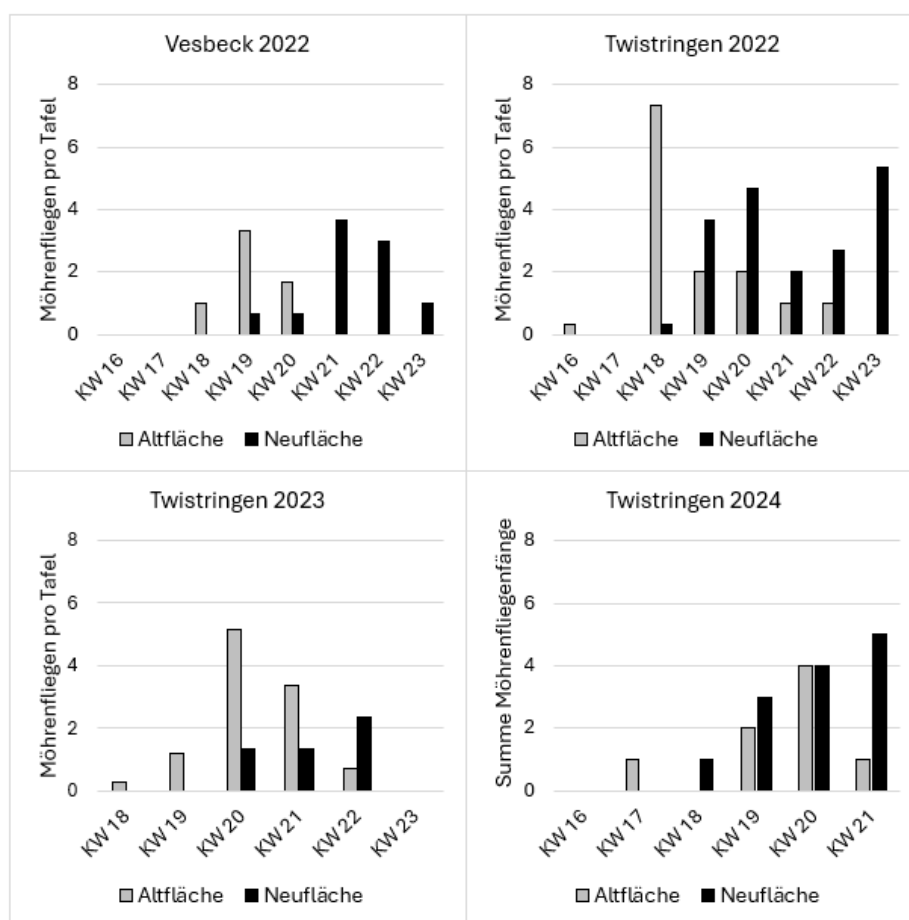 Vesbeck 2022
Möhrenfliegen pro Tafel
8
6
4
2
0
KW 16
KW 17
KW 18
KW 19
KW 20
KW 21
KW 22
KW 23
Altfläche Neufläche
Twistringen 2022
Möhrenfliegen pro Tafel
8
6
4
2
0
KW 16
KW 17
KW 18
KW 19
KW 20
KW 21
KW 22
KW 23
Altfläche Neufläche
Twistringen 2023
Möhrenfliegen pro Tafel
8
6
4
2
0
KW 18
KW 19
KW 20
KW 21
KW 22
KW 23
Altfläche Neufläche
Twistringen 2024
Summe Möhrenfliegenfänge
8
6
4
2
0
KW 16
KW 17
KW 18
KW 19
KW 20
KW 21
Altfläche Neufläche